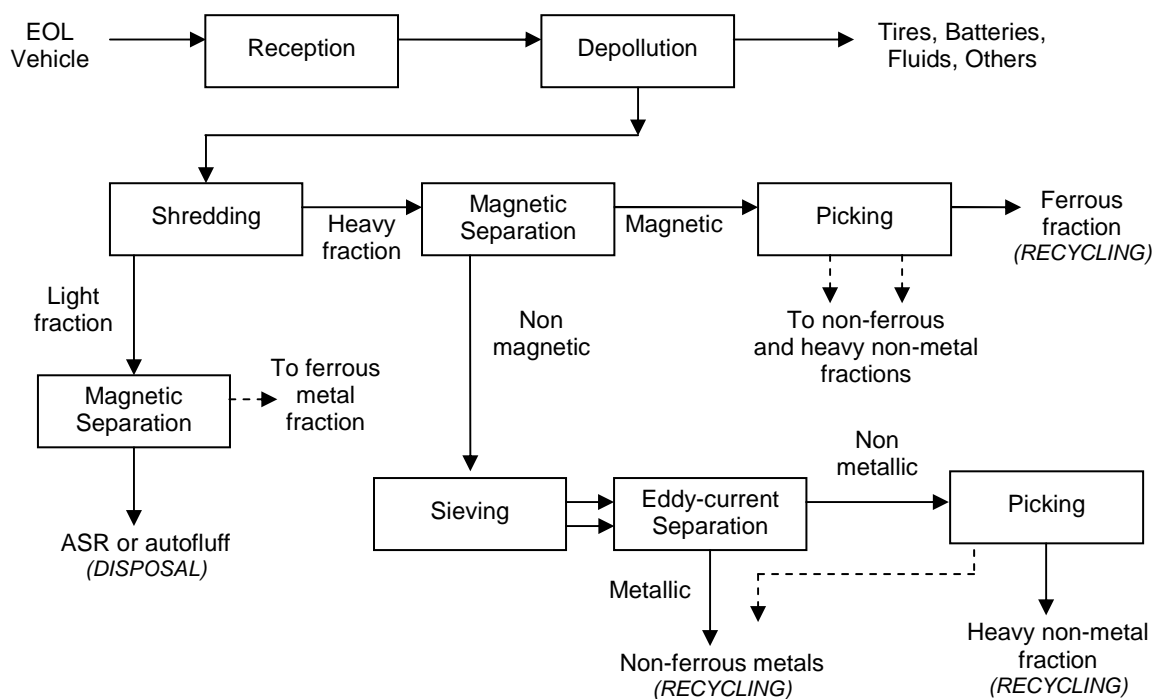 EOL
Vehicle
Reception
Depollution
Tires, Batteries,
Fluids, Others
Shredding
Heavy
fraction
Magnetic
Separation
Magnetic
Picking
Ferrous
fraction
(RECYCLING)
Light
fraction
Non
magnetic
To non-ferrous
and heavy non-metal
fractions
Magnetic
Separation
To ferrous
metal
fraction
ASR or autofluff
(DISPOSAL)
Sieving
Eddy-current
Separation
Non
metallic
Picking
Metallic
Non-ferrous metals
(RECYCLING)
Heavy non-metal
fraction
(RECYCLING)